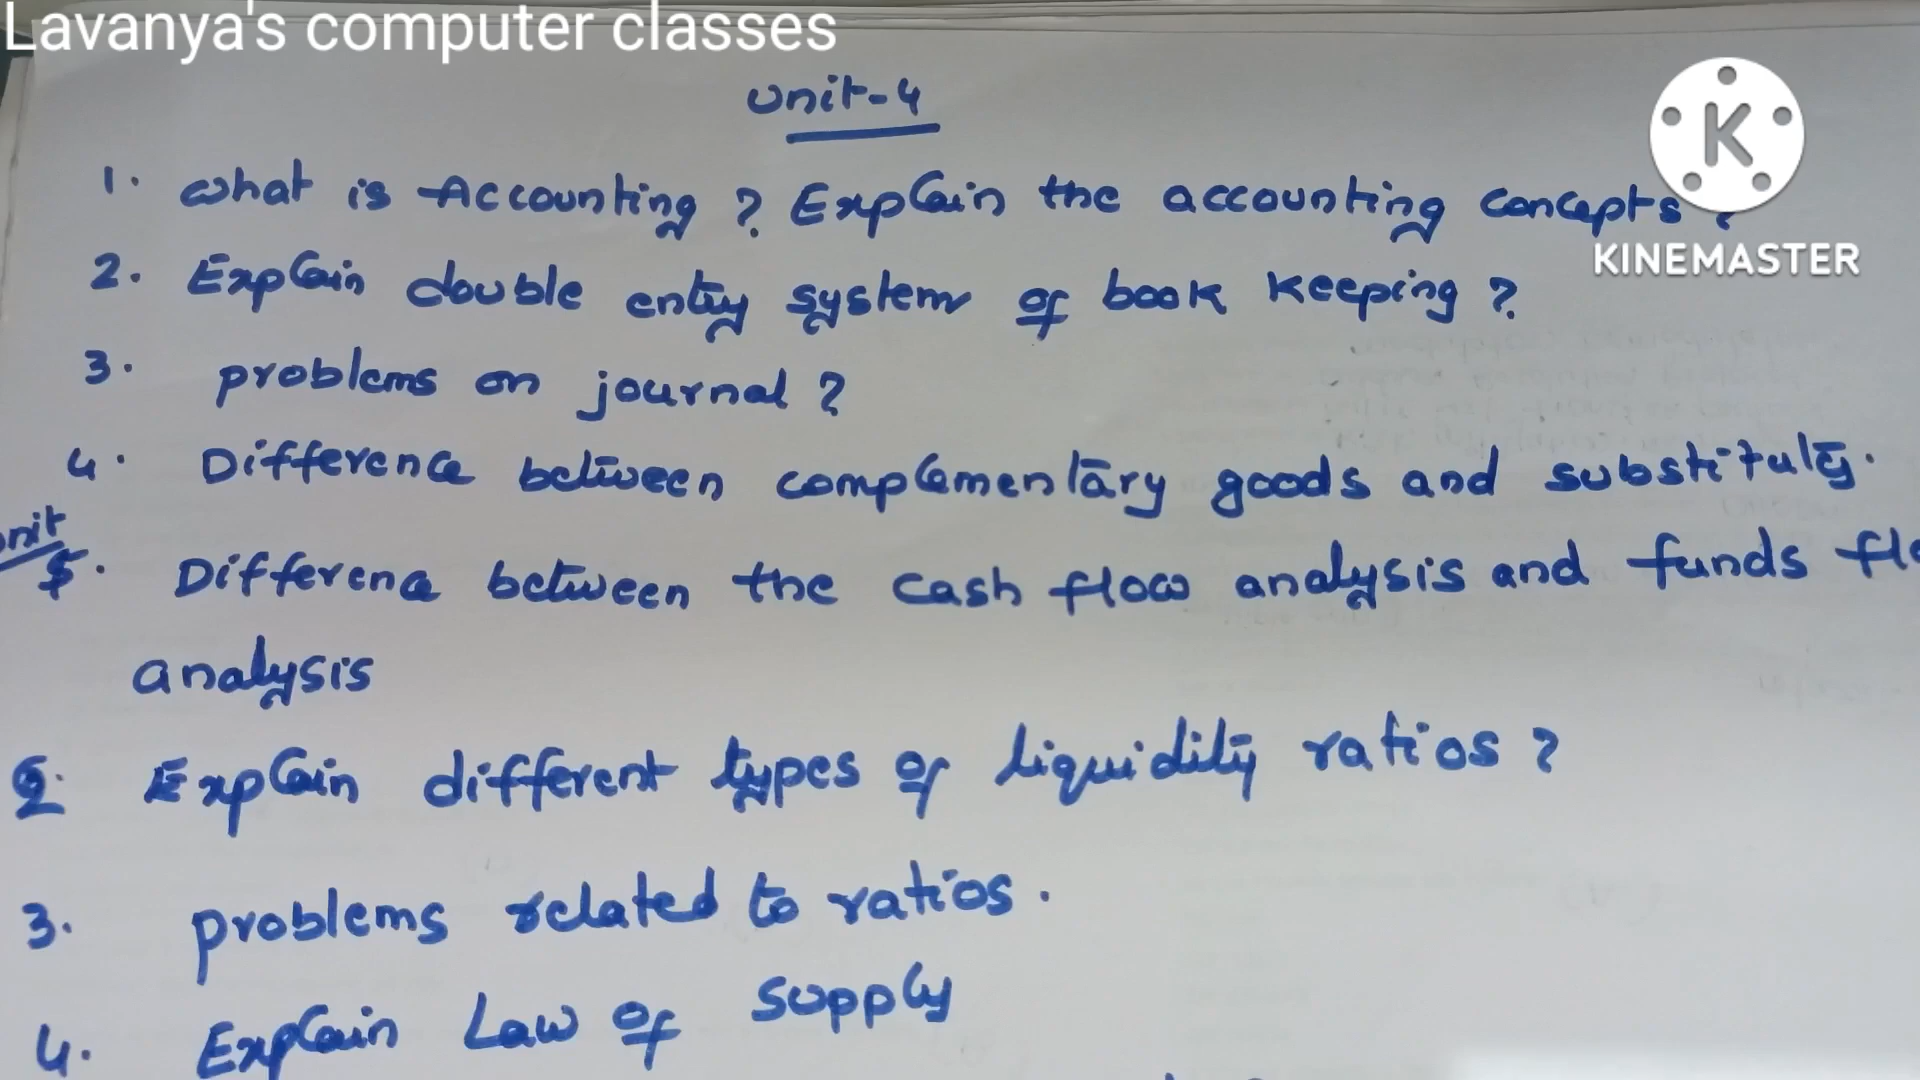 Lavanya's computer classes
Unit-4
1. What is Accounting? Explain the accounting concepts?
KINEMASTER
2. Explain double entry system of book keeping?
3. problems on journal?
4. Difference between complementary goods and substitutes.
unit
5. Difference between the cash flow analysis and funds flo
analysis
2. Explain different types of liquidity ratios?
3. problems related to ratios.
4. Explain Law of supply